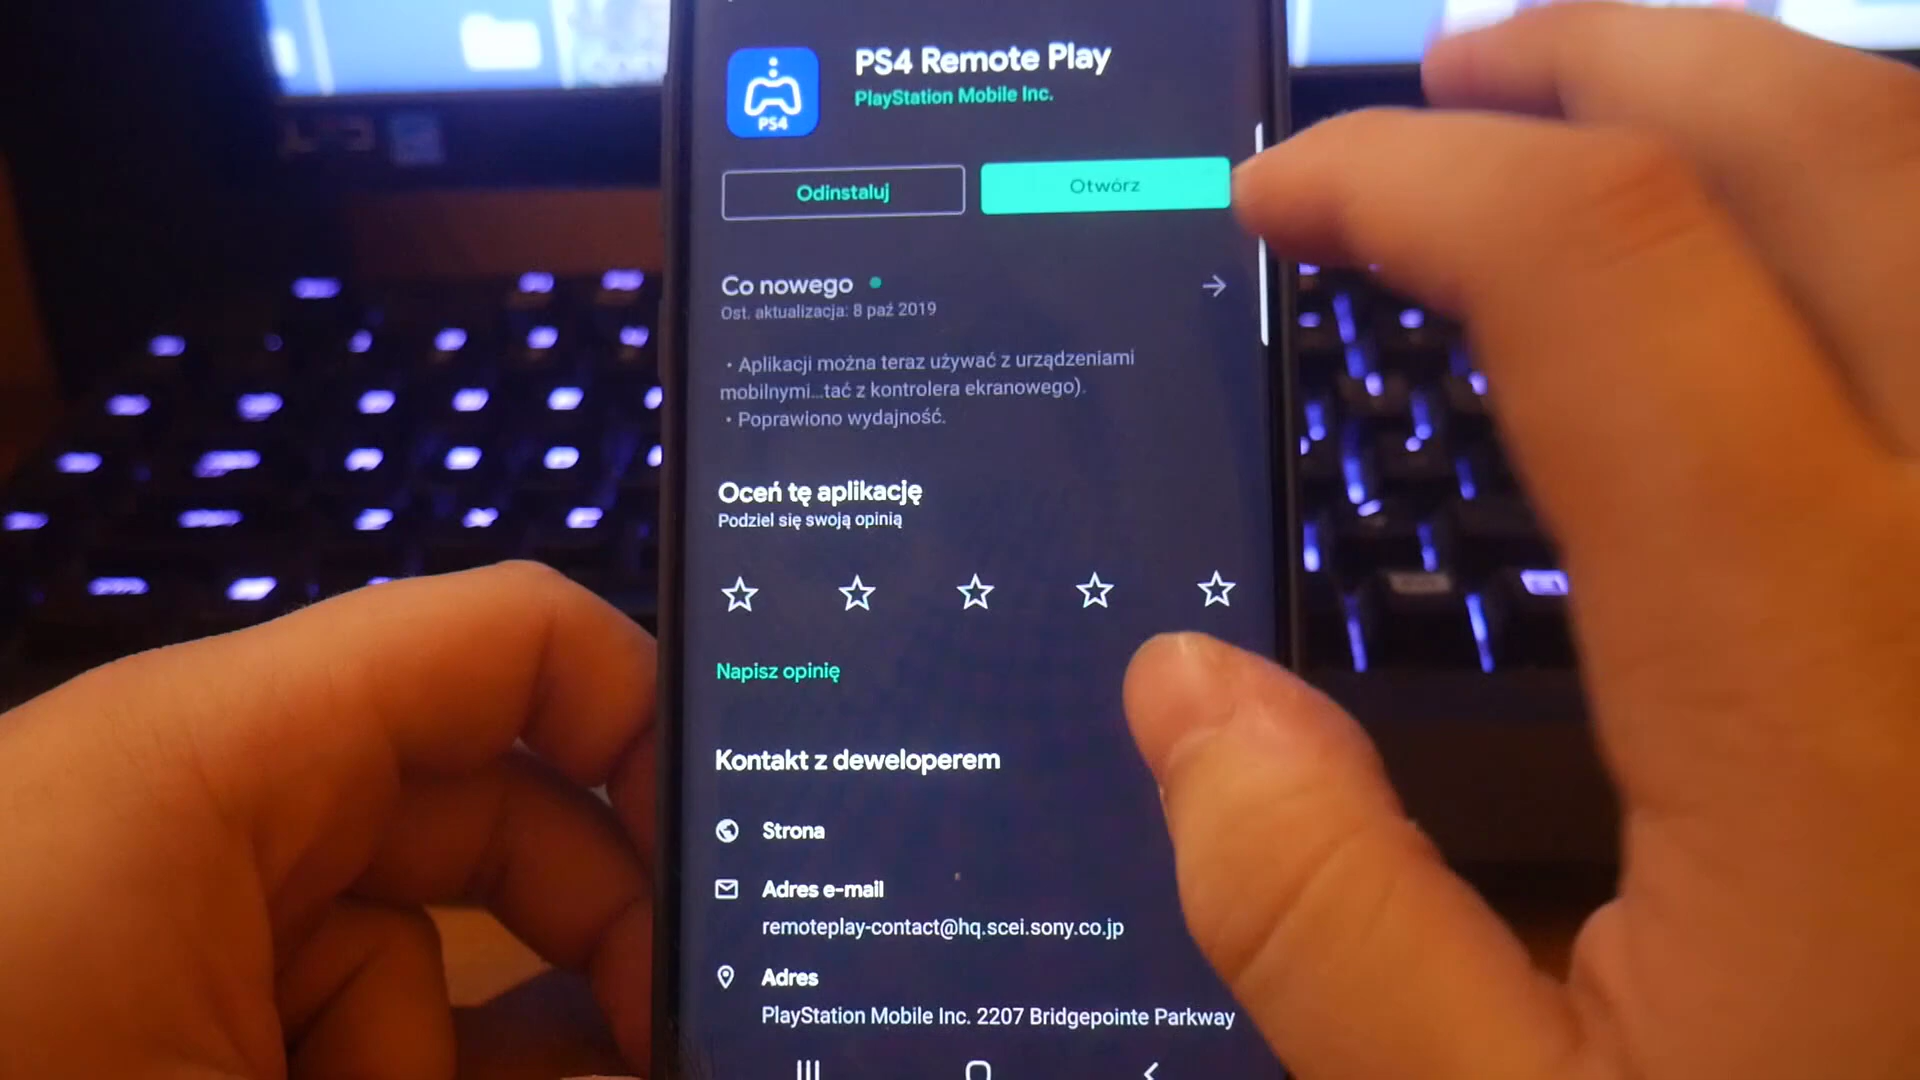 PS4 Remote Play
PlayStation Mobile Inc.
PS4
Odinstaluj
Otwórz
Co nowego
Ost. aktualizacja: 8 paź 2019
• Aplikacji można teraz używać z urządzeniami
mobilnymi...tać z kontrolera ekranowego).
• Poprawiono wydajność.
Oceń tę aplikację
Podziel się swoją opinią
Napisz opinię
Kontakt z deweloperem
Strona
Adres e-mail
remoteplay-contact@hq.scei.sony.co.jp
Adres
PlayStation Mobile Inc. 2207 Bridgepointe Parkway